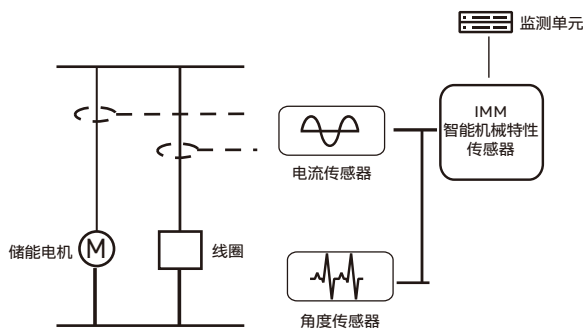 监测单元
IMM
智能机械特性
传感器
电流传感器
储能电机
M
线圈
角度传感器